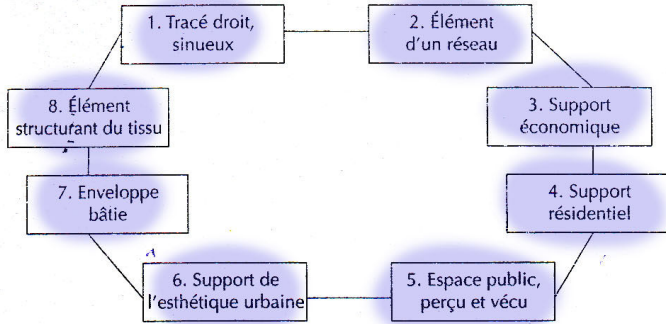 1. Tracé droit,
sinueux
2. Élément
d'un réseau
3. Support
économique
4. Support
résidentiel
5. Espace public,
perçu et vécu
6. Support de
l'esthétique urbaine
7. Enveloppe
bâtie
8. Élément
structurant du tissu